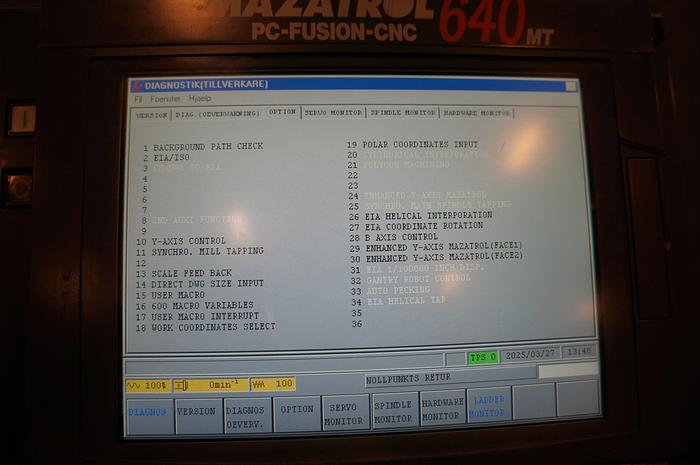 MAZATROL 640 MT
PC-FUSION-CNC
DIAGNOSTIK(TILLVERKARE)
Fil Foenster Hjaelp
VERSION DIAG.(OEVERVAKNING) OPTION SERVO MONITOR SPINDLE MONITOR HARDWARE MONITOR
1 BACKGROUND PATH CHECK
2 EIA/ISO
3 CHANGE TO EIA
4
5
6
7
8 2ND AUXI FUNCTION
9
10 Y-AXIS CONTROL
11 SYNCHRO. MILL TAPPING
12
13 SCALE FEED BACK
14 DIRECT DWG SIZE INPUT
15 USER MACRO
16 600 MACRO VARIABLES
17 USER MACRO INTERRUPT
18 WORK COORDINATES SELECT
19 POLAR COORDINATES INPUT
20 CYLINDRICAL INTERPORATION
21 POLYGON MACHINING
22
23
24 ENHANCED Y-AXIS MAZATROL
25 SYNCHRO. MAIN SPINDLE TAPPING
26 EIA HELICAL INTERPORATION
27 EIA COORDINATE ROTATION
28 B AXIS CONTROL
29 ENHANCED Y-AXIS MAZATROL(FACE1)
30 ENHANCED Y-AXIS MAZATROL(FACE2)
31 EIA 1/100000 INCH DISP.
32 GANTRY ROBOT CONTROL
33 AUTO PECKING
34 EIA HELICAL TAP
35
36
TPS 0 2025/03/27 13:40
100% 0min-1 100 NOLLPUNKTS RETUR
DIAGNOS VERSION DIAGNOS OEVERV. OPTION SERVO MONITOR SPINDLE MONITOR HARDWARE MONITOR LADDER MONITOR